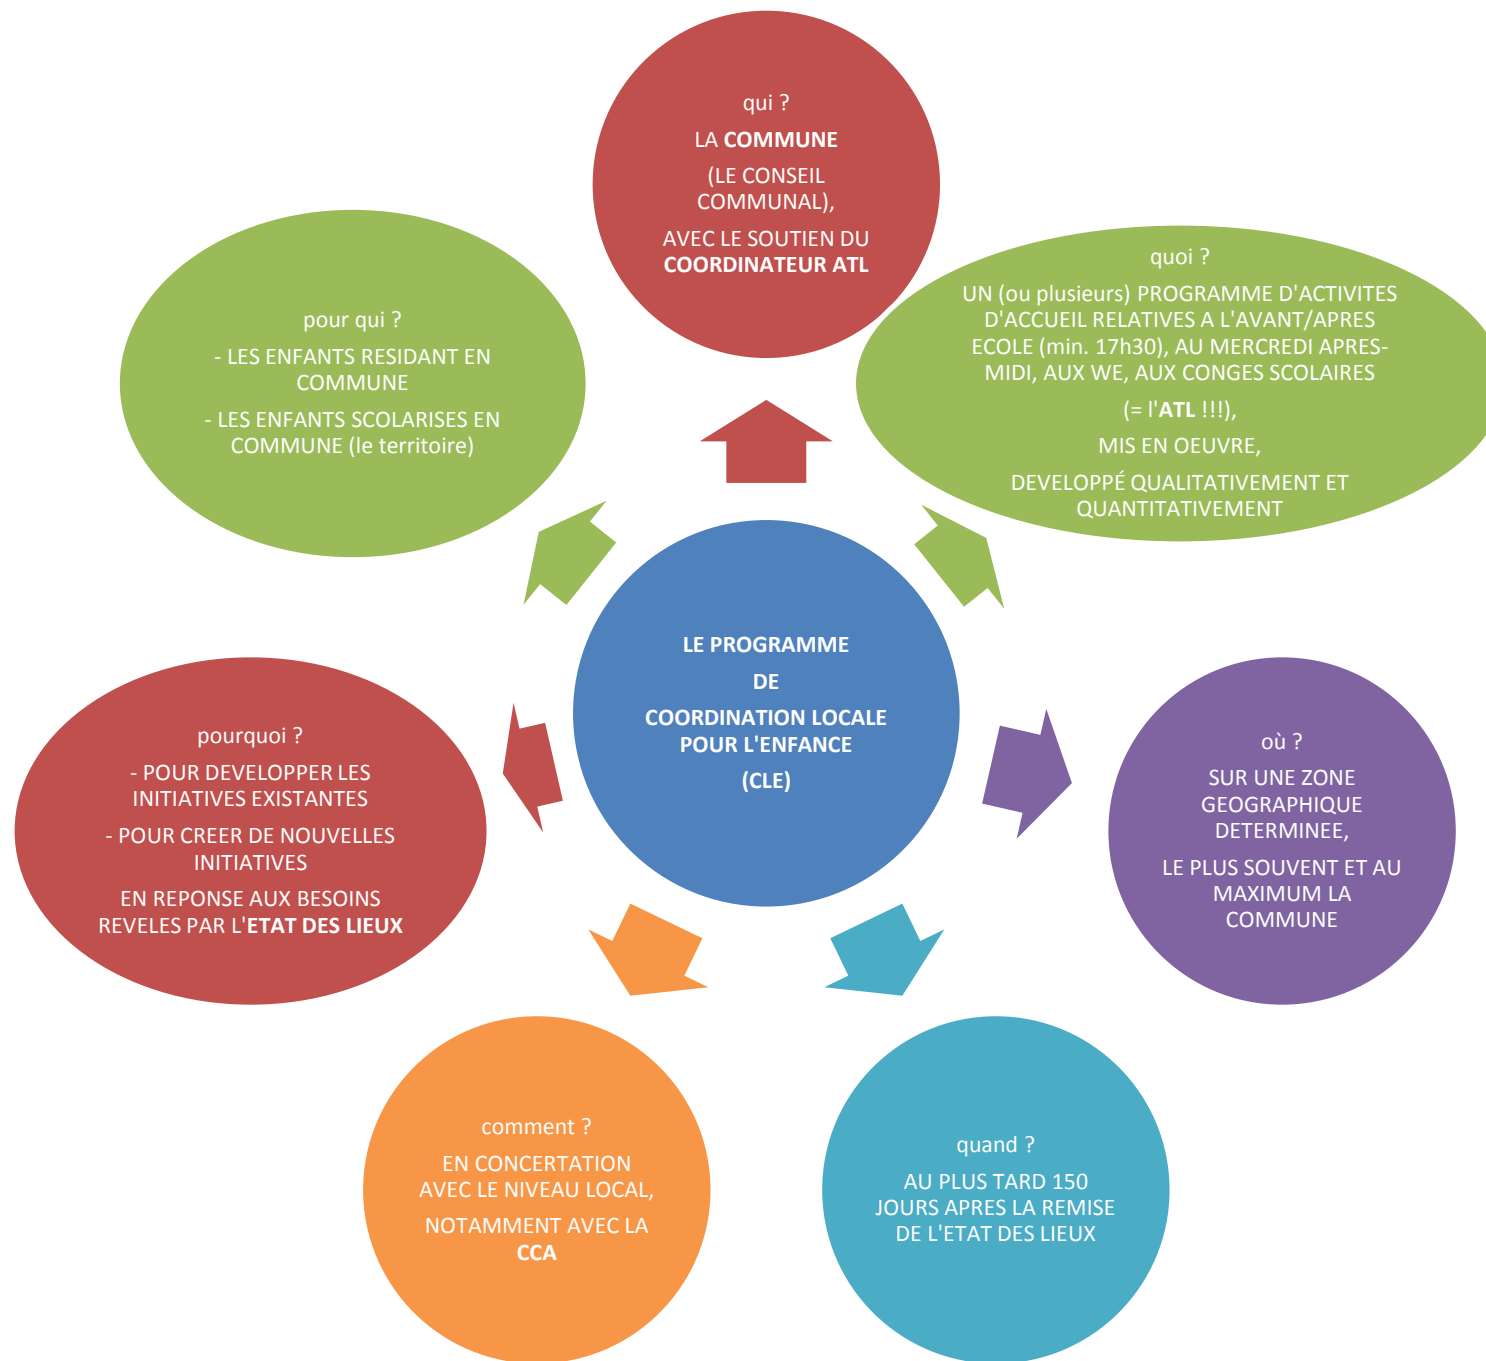 qui ?
LA COMMUNE
(LE CONSEIL
COMMUNAL),
AVEC LE SOUTIEN DU
COORDINATEUR ATL
quoi ?
UN (ou plusieurs) PROGRAMME D'ACTIVITES
D'ACCUEIL RELATIVES A L'AVANT/APRES
ECOLE (min. 17h30), AU MERCREDI APRES-
MIDI, AUX WE, AUX CONGES SCOLAIRES
(= l'ATL !!!),
MIS EN OEUVRE,
DEVELOPPÉ QUALITATIVEMENT ET
QUANTITATIVEMENT
pour qui ?
- LES ENFANTS RESIDANT EN
COMMUNE
- LES ENFANTS SCOLARISES EN
COMMUNE (le territoire)
LE PROGRAMME
DE
COORDINATION LOCALE
POUR L'ENFANCE
(CLE)
où ?
SUR UNE ZONE
GEOGRAPHIQUE
DETERMINEE,
LE PLUS SOUVENT ET AU
MAXIMUM LA
COMMUNE
pourquoi ?
- POUR DEVELOPPER LES
INITIATIVES EXISTANTES
- POUR CREER DE NOUVELLES
INITIATIVES
EN REPONSE AUX BESOINS
REVELES PAR L'ETAT DES LIEUX
comment ?
EN CONCERTATION
AVEC LE NIVEAU LOCAL,
NOTAMMENT AVEC LA
CCA
quand ?
AU PLUS TARD 150
JOURS APRES LA REMISE
DE L'ETAT DES LIEUX